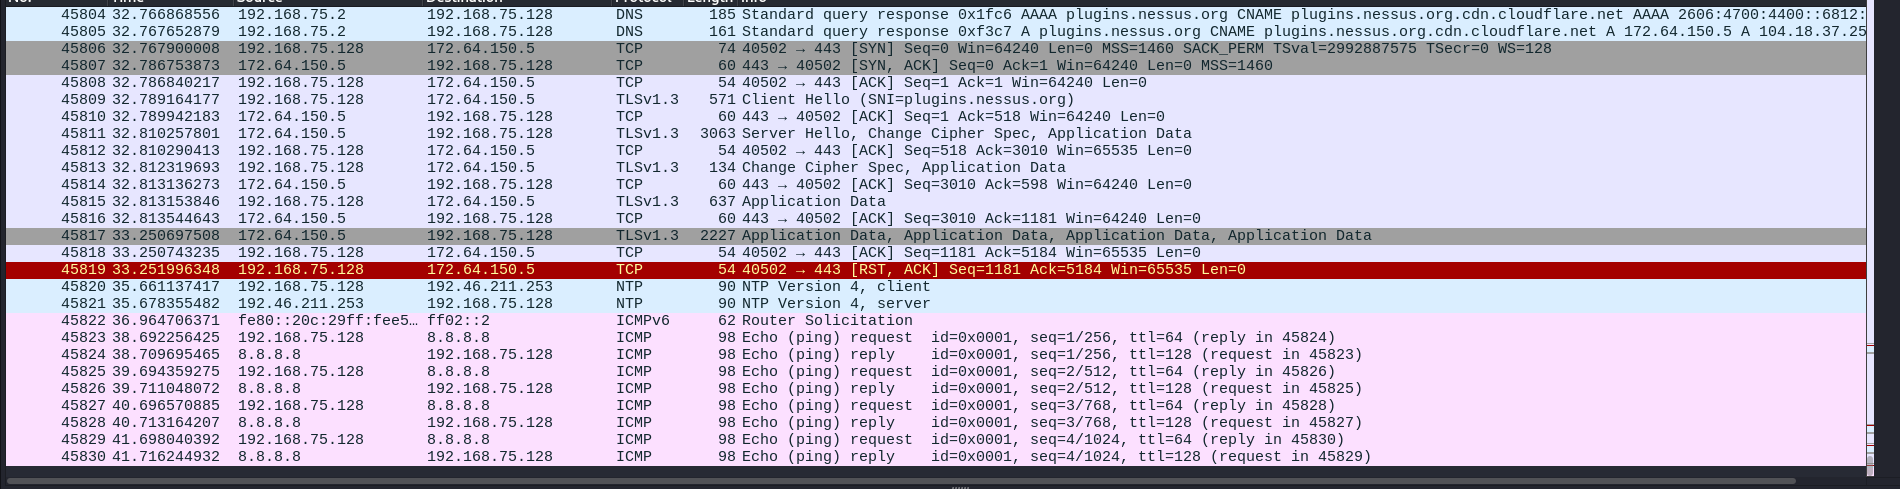 No. Time Source Destination Protocol Length Info
45804 32.766868556 192.168.75.2 192.168.75.128 DNS 185 Standard query response 0x1fc6 AAAA plugins.nessus.org CNAME plugins.nessus.org.cdn.cloudflare.net AAAA 2606:4700:4400::6812:
45805 32.767652879 192.168.75.2 192.168.75.128 DNS 161 Standard query response 0xf3c7 A plugins.nessus.org CNAME plugins.nessus.org.cdn.cloudflare.net A 172.64.150.5 A 104.18.37.25
45806 32.767900008 192.168.75.128 172.64.150.5 TCP 74 40502 → 443 [SYN] Seq=0 Win=64240 Len=0 MSS=1460 SACK_PERM TSval=2992887575 TSecr=0 WS=128
45807 32.786753873 172.64.150.5 192.168.75.128 TCP 60 443 → 40502 [SYN, ACK] Seq=0 Ack=1 Win=64240 Len=0 MSS=1460
45808 32.786840217 192.168.75.128 172.64.150.5 TCP 54 40502 → 443 [ACK] Seq=1 Ack=1 Win=64240 Len=0
45809 32.789164177 192.168.75.128 172.64.150.5 TLSv1.3 571 Client Hello (SNI=plugins.nessus.org)
45810 32.789942183 172.64.150.5 192.168.75.128 TCP 60 443 → 40502 [ACK] Seq=1 Ack=518 Win=64240 Len=0
45811 32.810257801 172.64.150.5 192.168.75.128 TLSv1.3 3063 Server Hello, Change Cipher Spec, Application Data
45812 32.810290413 192.168.75.128 172.64.150.5 TCP 54 40502 → 443 [ACK] Seq=518 Ack=3010 Win=65535 Len=0
45813 32.812319693 192.168.75.128 172.64.150.5 TLSv1.3 134 Change Cipher Spec, Application Data
45814 32.813136273 172.64.150.5 192.168.75.128 TCP 60 443 → 40502 [ACK] Seq=3010 Ack=598 Win=64240 Len=0
45815 32.813153846 192.168.75.128 172.64.150.5 TLSv1.3 637 Application Data
45816 32.813544643 172.64.150.5 192.168.75.128 TCP 60 443 → 40502 [ACK] Seq=3010 Ack=1181 Win=64240 Len=0
45817 33.250697508 172.64.150.5 192.168.75.128 TLSv1.3 2227 Application Data, Application Data, Application Data, Application Data
45818 33.250743235 192.168.75.128 172.64.150.5 TCP 54 40502 → 443 [ACK] Seq=1181 Ack=5184 Win=65535 Len=0
45819 33.251996348 192.168.75.128 172.64.150.5 TCP 54 40502 → 443 [RST, ACK] Seq=1181 Ack=5184 Win=65535 Len=0
45820 35.661137417 192.168.75.128 192.46.211.253 NTP 90 NTP Version 4, client
45821 35.678355482 192.46.211.253 192.168.75.128 NTP 90 NTP Version 4, server
45822 36.964706371 fe80::20c:29ff:fee5… ff02::2 ICMPv6 62 Router Solicitation
45823 38.692256425 192.168.75.128 8.8.8.8 ICMP 98 Echo (ping) request id=0x0001, seq=1/256, ttl=64 (reply in 45824)
45824 38.709695465 8.8.8.8 192.168.75.128 ICMP 98 Echo (ping) reply id=0x0001, seq=1/256, ttl=128 (request in 45823)
45825 39.694359275 192.168.75.128 8.8.8.8 ICMP 98 Echo (ping) request id=0x0001, seq=2/512, ttl=64 (reply in 45826)
45826 39.711048072 8.8.8.8 192.168.75.128 ICMP 98 Echo (ping) reply id=0x0001, seq=2/512, ttl=128 (request in 45825)
45827 40.696570885 192.168.75.128 8.8.8.8 ICMP 98 Echo (ping) request id=0x0001, seq=3/768, ttl=64 (reply in 45828)
45828 40.713164207 8.8.8.8 192.168.75.128 ICMP 98 Echo (ping) reply id=0x0001, seq=3/768, ttl=128 (request in 45827)
45829 41.698040392 192.168.75.128 8.8.8.8 ICMP 98 Echo (ping) request id=0x0001, seq=4/1024, ttl=64 (reply in 45830)
45830 41.716244932 8.8.8.8 192.168.75.128 ICMP 98 Echo (ping) reply id=0x0001, seq=4/1024, ttl=128 (request in 45829)